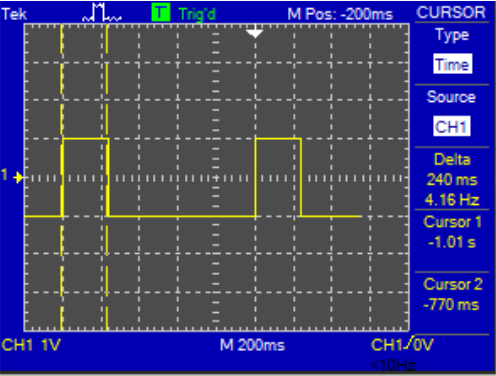 Tek T Trig'd M Pos: -200ms CURSOR
Type
Time
Source
CH1
Delta
240 ms
4.16 Hz
Cursor 1
-1.01 s
Cursor 2
-770 ms
1
CH1 1V M 200ms CH1/0V
<10Hz